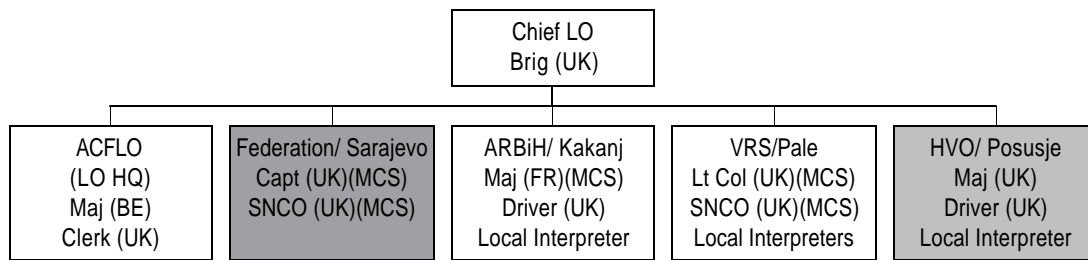 Chief LO
Brig (UK)
ACFLO
(LO HQ)
Maj (BE)
Clerk (UK)
Federation/ Sarajevo
Capt (UK)(MCS)
SNCO (UK)(MCS)
ARBiH/ Kakanj
Maj (FR)(MCS)
Driver (UK)
Local Interpreter
VRS/Pale
Lt Col (UK)(MCS)
SNCO (UK)(MCS)
Local Interpreters
HVO/ Posusje
Maj (UK)
Driver (UK)
Local Interpreter